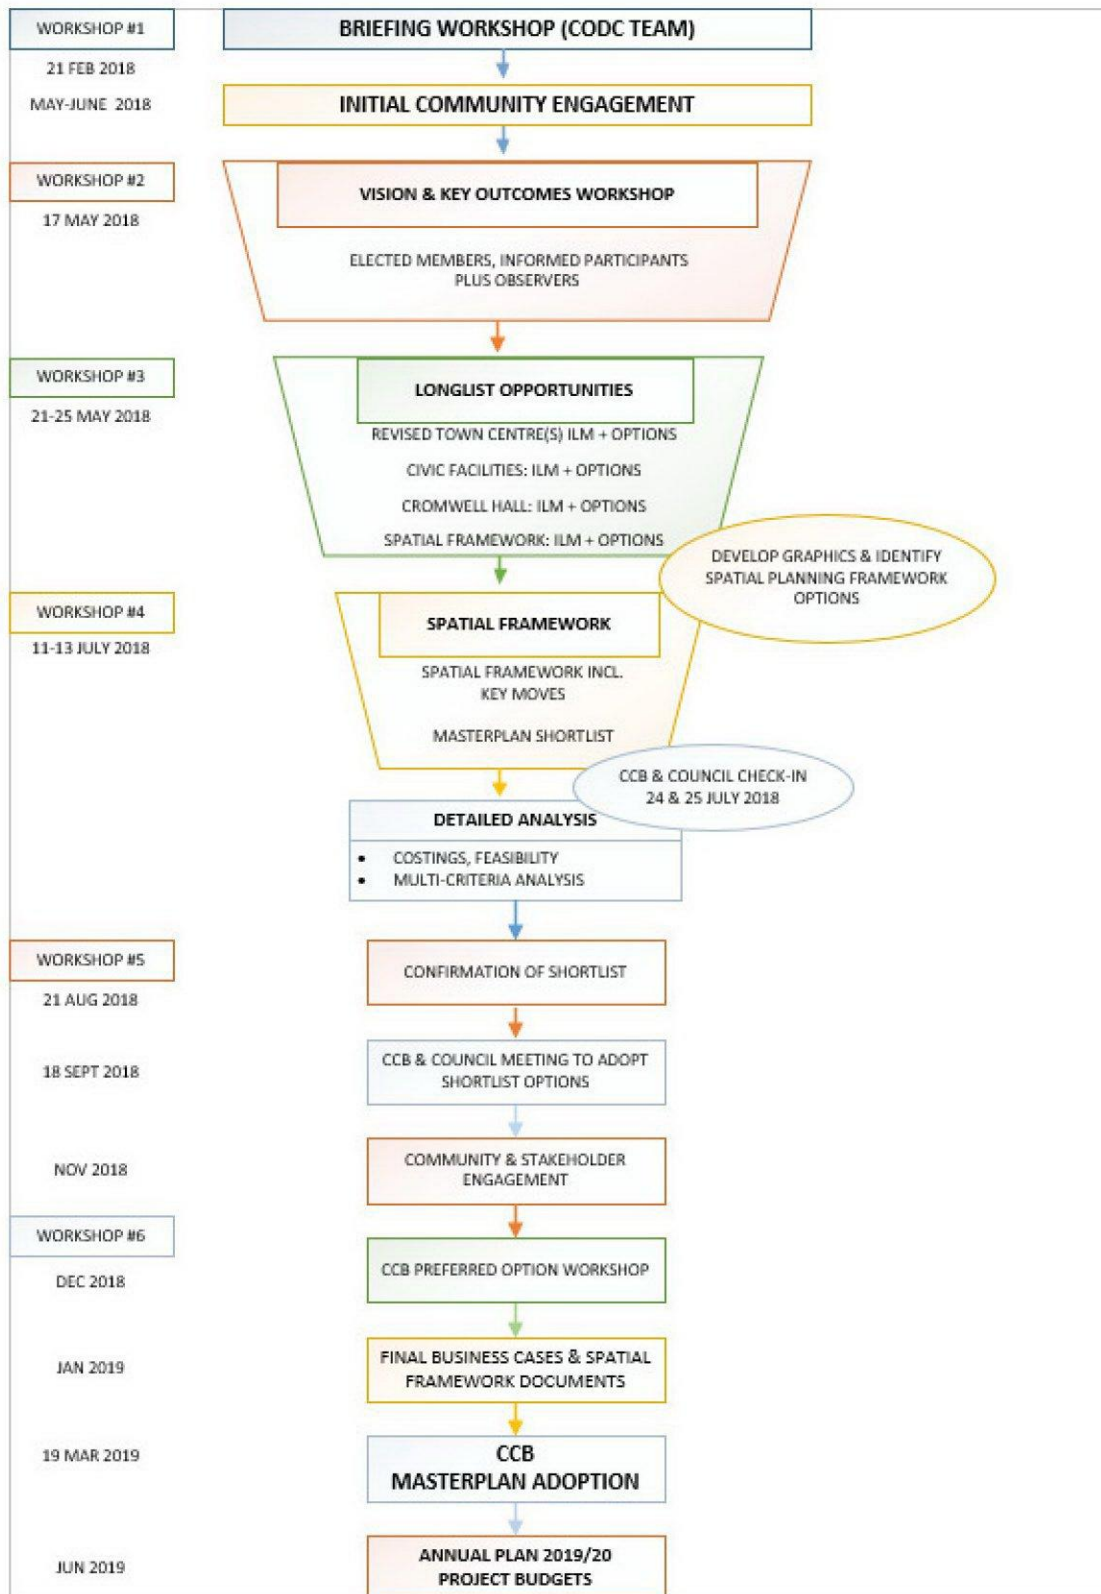 WORKSHOP #1
BRIEFING WORKSHOP (CODC TEAM)
21 FEB 2018
MAY-JUNE 2018
INITIAL COMMUNITY ENGAGEMENT
WORKSHOP #2
17 MAY 2018
VISION & KEY OUTCOMES WORKSHOP
ELECTED MEMBERS, INFORMED PARTICIPANTS
PLUS OBSERVERS
WORKSHOP #3
21-25 MAY 2018
LONGLIST OPPORTUNITIES
REVISED TOWN CENTRE(S) ILM + OPTIONS
CIVIC FACILITIES: ILM + OPTIONS
CROMWELL HALL: ILM + OPTIONS
SPATIAL FRAMEWORK: ILM + OPTIONS
DEVELOP GRAPHICS & IDENTIFY
SPATIAL PLANNING FRAMEWORK
OPTIONS
WORKSHOP #4
11-13 JULY 2018
SPATIAL FRAMEWORK
SPATIAL FRAMEWORK INCL.
KEY MOVES
MASTERPLAN SHORTLIST
CCB & COUNCIL CHECK-IN
24 & 25 JULY 2018
DETAILED ANALYSIS
• COSTINGS, FEASIBILITY
• MULTI-CRITERIA ANALYSIS
WORKSHOP #5
21 AUG 2018
CONFIRMATION OF SHORTLIST
18 SEPT 2018
CCB & COUNCIL MEETING TO ADOPT
SHORTLIST OPTIONS
NOV 2018
COMMUNITY & STAKEHOLDER
ENGAGEMENT
WORKSHOP #6
DEC 2018
CCB PREFERRED OPTION WORKSHOP
JAN 2019
FINAL BUSINESS CASES & SPATIAL
FRAMEWORK DOCUMENTS
19 MAR 2019
CCB
MASTERPLAN ADOPTION
JUN 2019
ANNUAL PLAN 2019/20
PROJECT BUDGETS